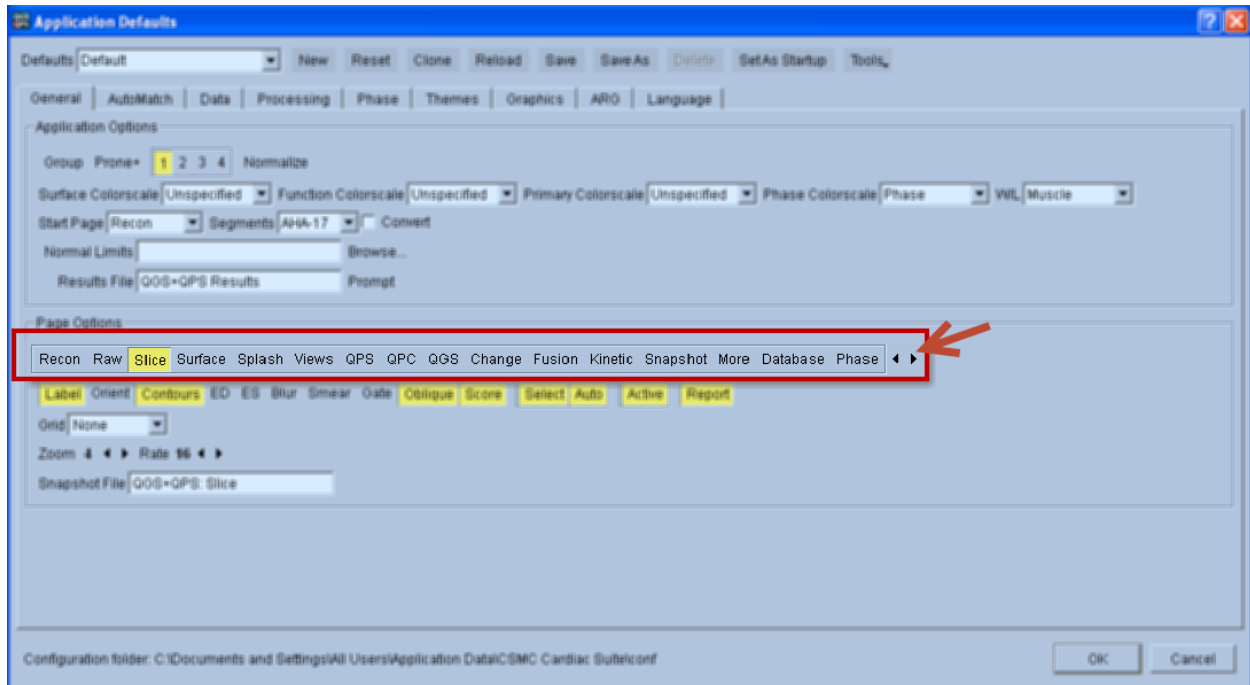 Application Defaults
Defaults Default New Reset Clone Reload Save Save As Delete Set As Startup Tools
General AutoMatch Data Processing Phase Themes Graphics ARG Language
Application Options
Group Prone+ 1 2 3 4 Normalize
Surface Colorscale Unspecified Function Colorscale Unspecified Primary Colorscale Unspecified Phase Colorscale Phase W/L Muscle
Start Page Recon Segments AHA-17 Convert
Normal Limits Browse...
Results File QGS+QPS Results Prompt
Page Options
Recon Raw Slice Surface Splash Views QPS QPC QGS Change Fusion Kinetic Snapshot More Database Phase
Label Orient Contours ED ES Blur Smear Gate Oblique Score Select Auto Active Report
Grid None
Zoom 4 Rate 16
Snapshot File QGS+QPS: Slice
Configuration folder: C:\Documents and Settings\All Users\Application Data\CSMC Cardiac Suite\conf
OK Cancel